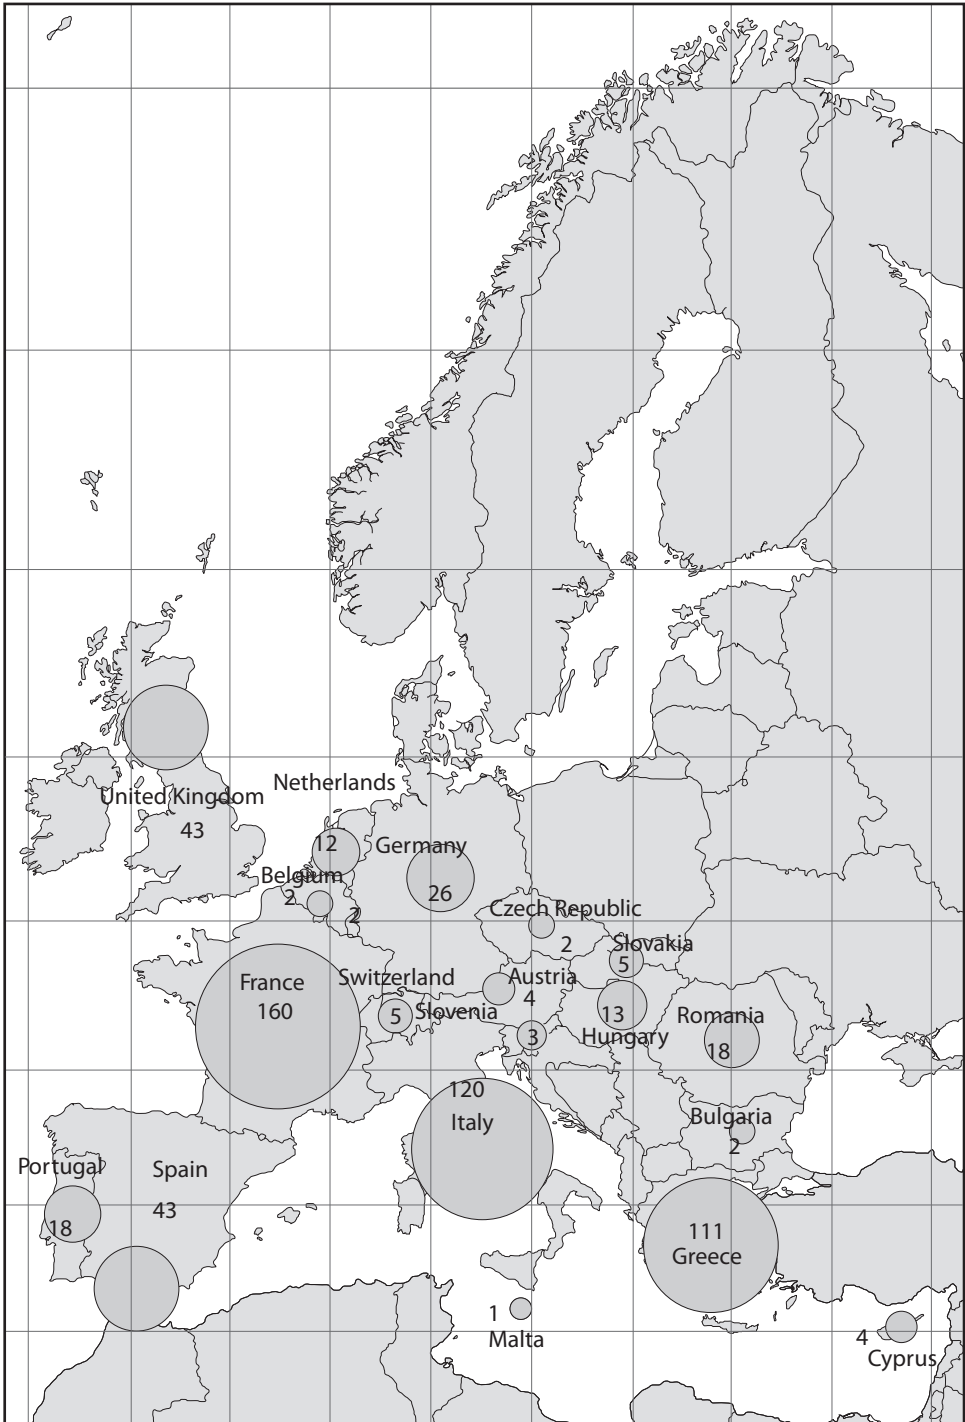 Netherlands
United Kingdom
43
12
Germany
Belgium
2
26
2
Czech Republic
2
Slovakia
5
France
160
Switzerland
Austria
4
5
Slovenia
13
Hungary
3
Romania
18
120
Italy
Bulgaria
2
Portugal
18
Spain
43
111
Greece
1
Malta
4
Cyprus